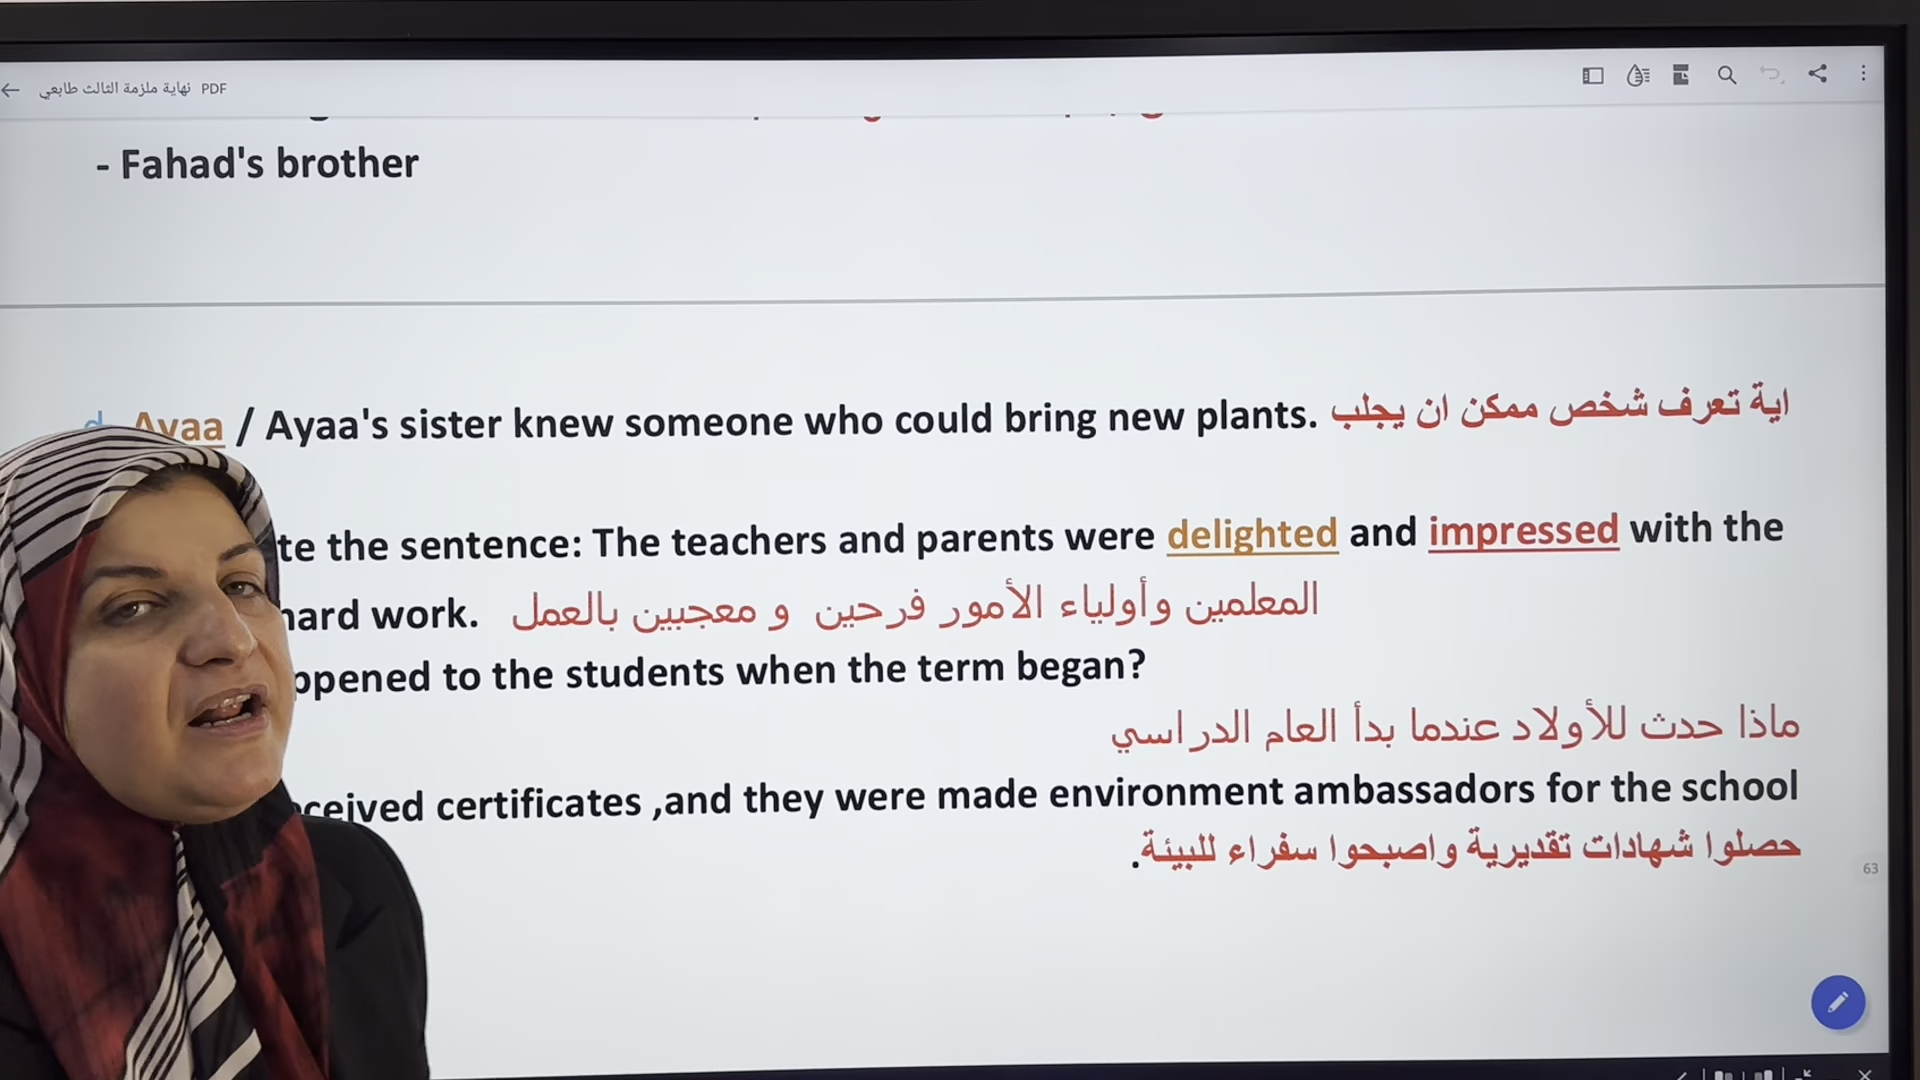 نهاية ملزمة الثالث طابعي PDF
- Fahad's brother
d. Ayaa / Ayaa's sister knew someone who could bring new plants. اية تعرف شخص ممكن ان يجلب
te the sentence: The teachers and parents were delighted and impressed with the
hard work. المعلمين وأولياء الأمور فرحين و معجبين بالعمل
ppened to the students when the term began?
ماذا حدث للأولاد عندما بدأ العام الدراسي
ceived certificates ,and they were made environment ambassadors for the school
حصلوا شهادات تقديرية واصبحوا سفراء للبيئة.
63